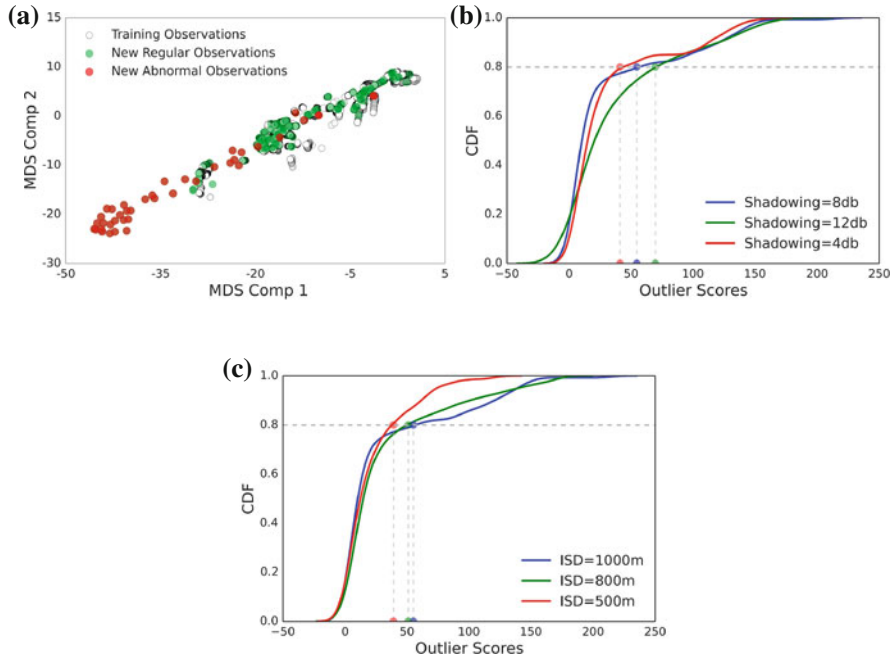 (a)
15
10
5
0
-10
-20
-30
MDS Comp 2
Training Observations
New Regular Observations
New Abnormal Observations
-50
-35
-20
-5
5
MDS Comp 1
(b)
1.0
0.8
0.6
0.4
0.2
0.0
CDF
Shadowing=8db
Shadowing=12db
Shadowing=4db
-50
0
50
100
150
200
250
Outlier Scores
(c)
1.0
0.8
0.6
0.4
0.2
0.0
CDF
ISD=1000m
ISD=800m
ISD=500m
-50
0
50
100
150
200
250
Outlier Scores